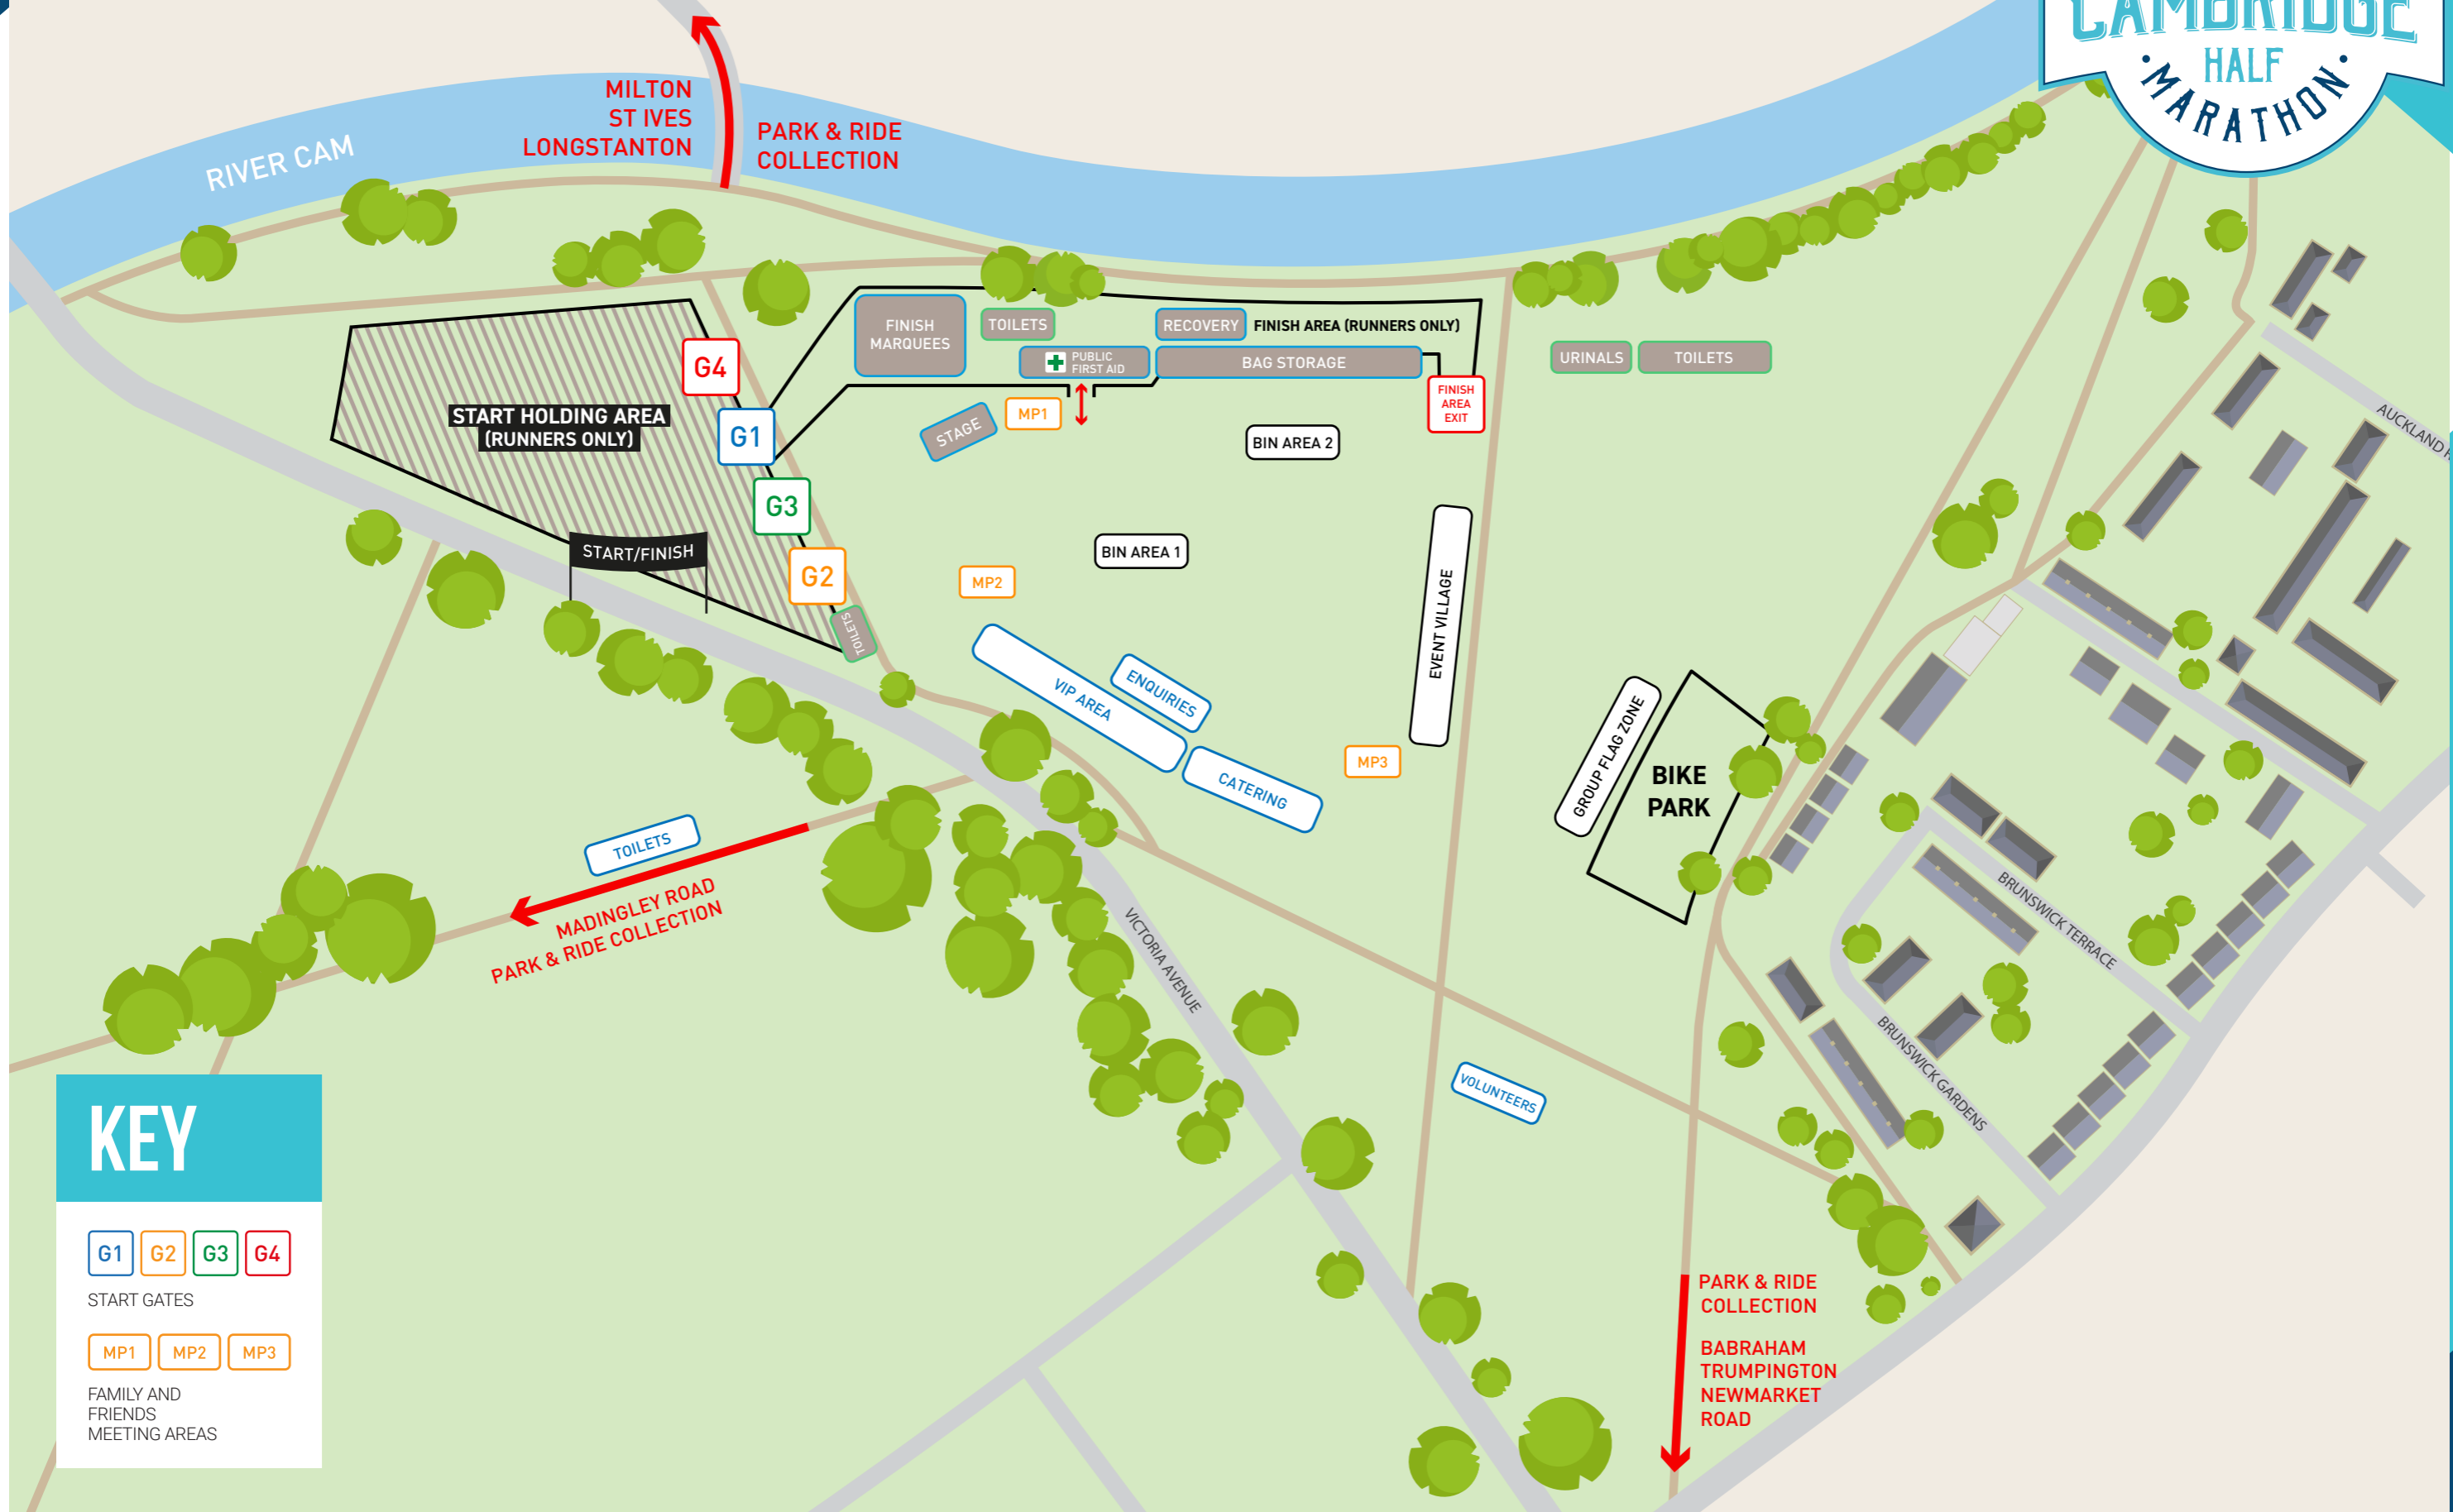 CAMBRIDGE
HALF
MARATHON
MILTON
ST IVES
LONGSTANTON
PARK & RIDE
COLLECTION
RIVER CAM
FINISH
MARQUEES
TOILETS
RECOVERY
FINISH AREA (RUNNERS ONLY)
PUBLIC
FIRST AID
BAG STORAGE
URINALS
TOILETS
G4
FINISH
AREA
EXIT
START HOLDING AREA
(RUNNERS ONLY)
G1
MP1
STAGE
BIN AREA 2
AUCKLAND
G3
START/FINISH
BIN AREA 1
G2
MP2
TOILETS
EVENT VILLAGE
VIP AREA
ENQUIRIES
CATERING
MP3
GROUP FLAG ZONE
BIKE
PARK
TOILETS
MADINGLEY ROAD
PARK & RIDE COLLECTION
VICTORIA AVENUE
BRUNSWICK TERRACE
BRUNSWICK GARDENS
VOLUNTEERS
KEY
G1 G2 G3 G4
START GATES
MP1 MP2 MP3
FAMILY AND
FRIENDS
MEETING AREAS
PARK & RIDE
COLLECTION
BABRAHAM
TRUMPINGTON
NEWMARKET
ROAD